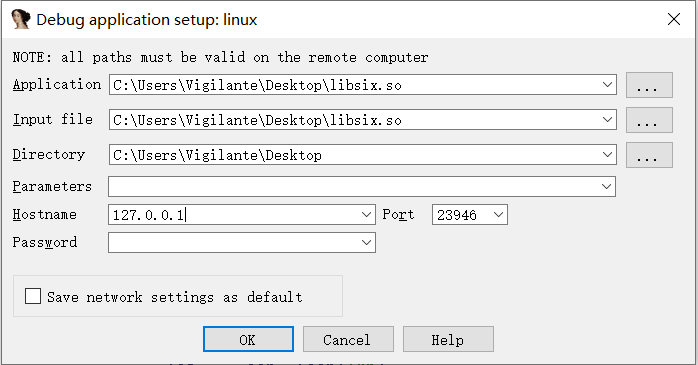 Debug application setup: linux
NOTE: all paths must be valid on the remote computer
Application C:\Users\Vigilante\Desktop\libsix.so ...
Input file C:\Users\Vigilante\Desktop\libsix.so ...
Directory C:\Users\Vigilante\Desktop ...
Parameters
Hostname 127.0.0.1 Port 23946
Password
Save network settings as default
OK Cancel Help